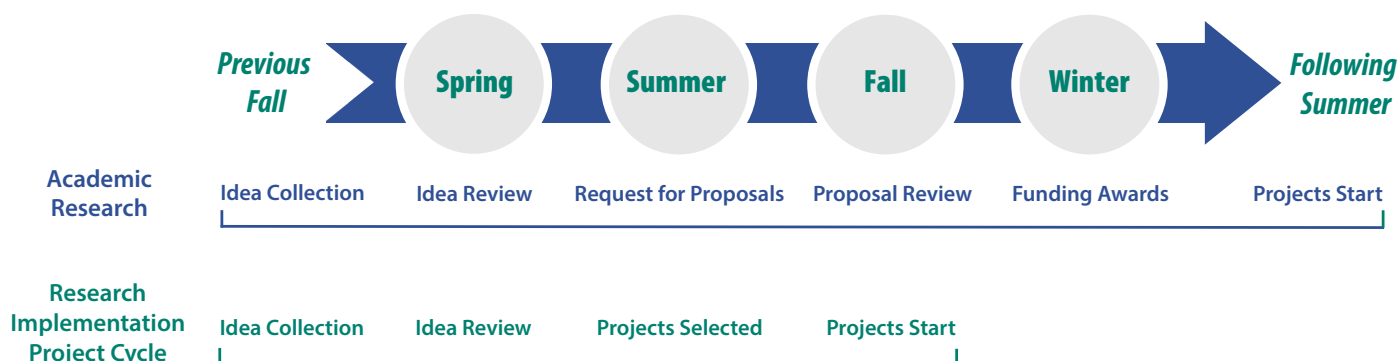 Previous
Fall
Spring
Summer
Fall
Winter
Following
Summer
Academic
Research
Idea Collection
Idea Review
Request for Proposals
Proposal Review
Funding Awards
Projects Start
Research
Implementation
Project Cycle
Idea Collection
Idea Review
Projects Selected
Projects Start